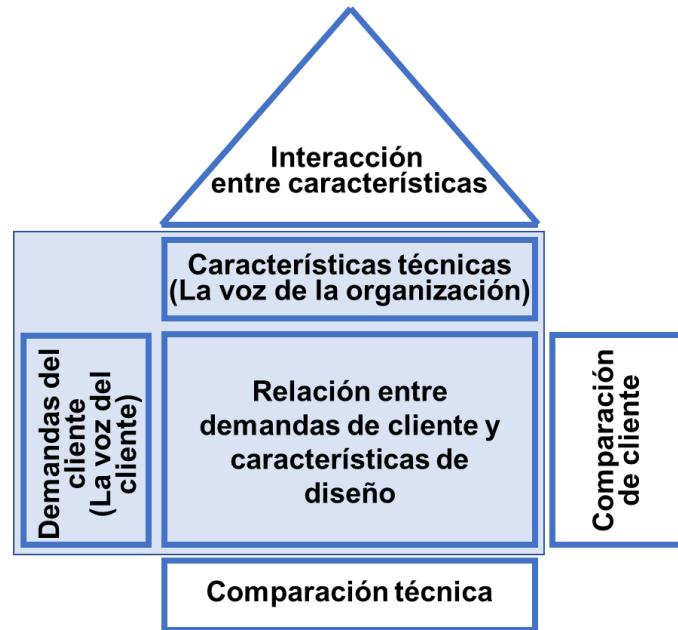 Interacción
entre características
Características técnicas
(La voz de la organización)
Demandas del
cliente
(La voz del
cliente)
Relación entre
demandas de cliente y
características de
diseño
Comparación
de cliente
Comparación técnica